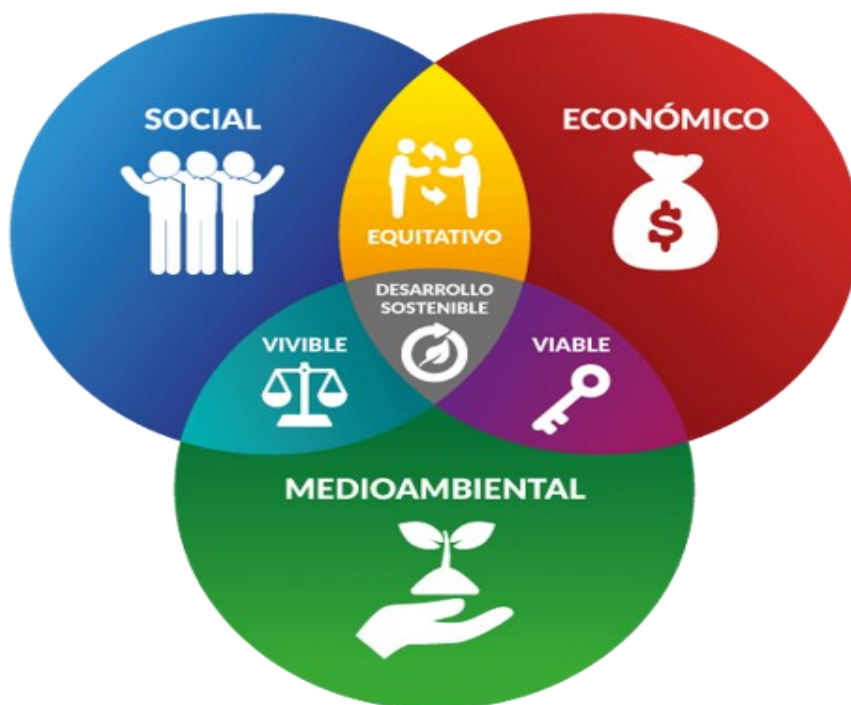 SOCIAL
ECONÓMICO
$
EQUITATIVO
DESARROLLO
SOSTENIBLE
VIVIBLE
VIABLE
MEDIOAMBIENTAL